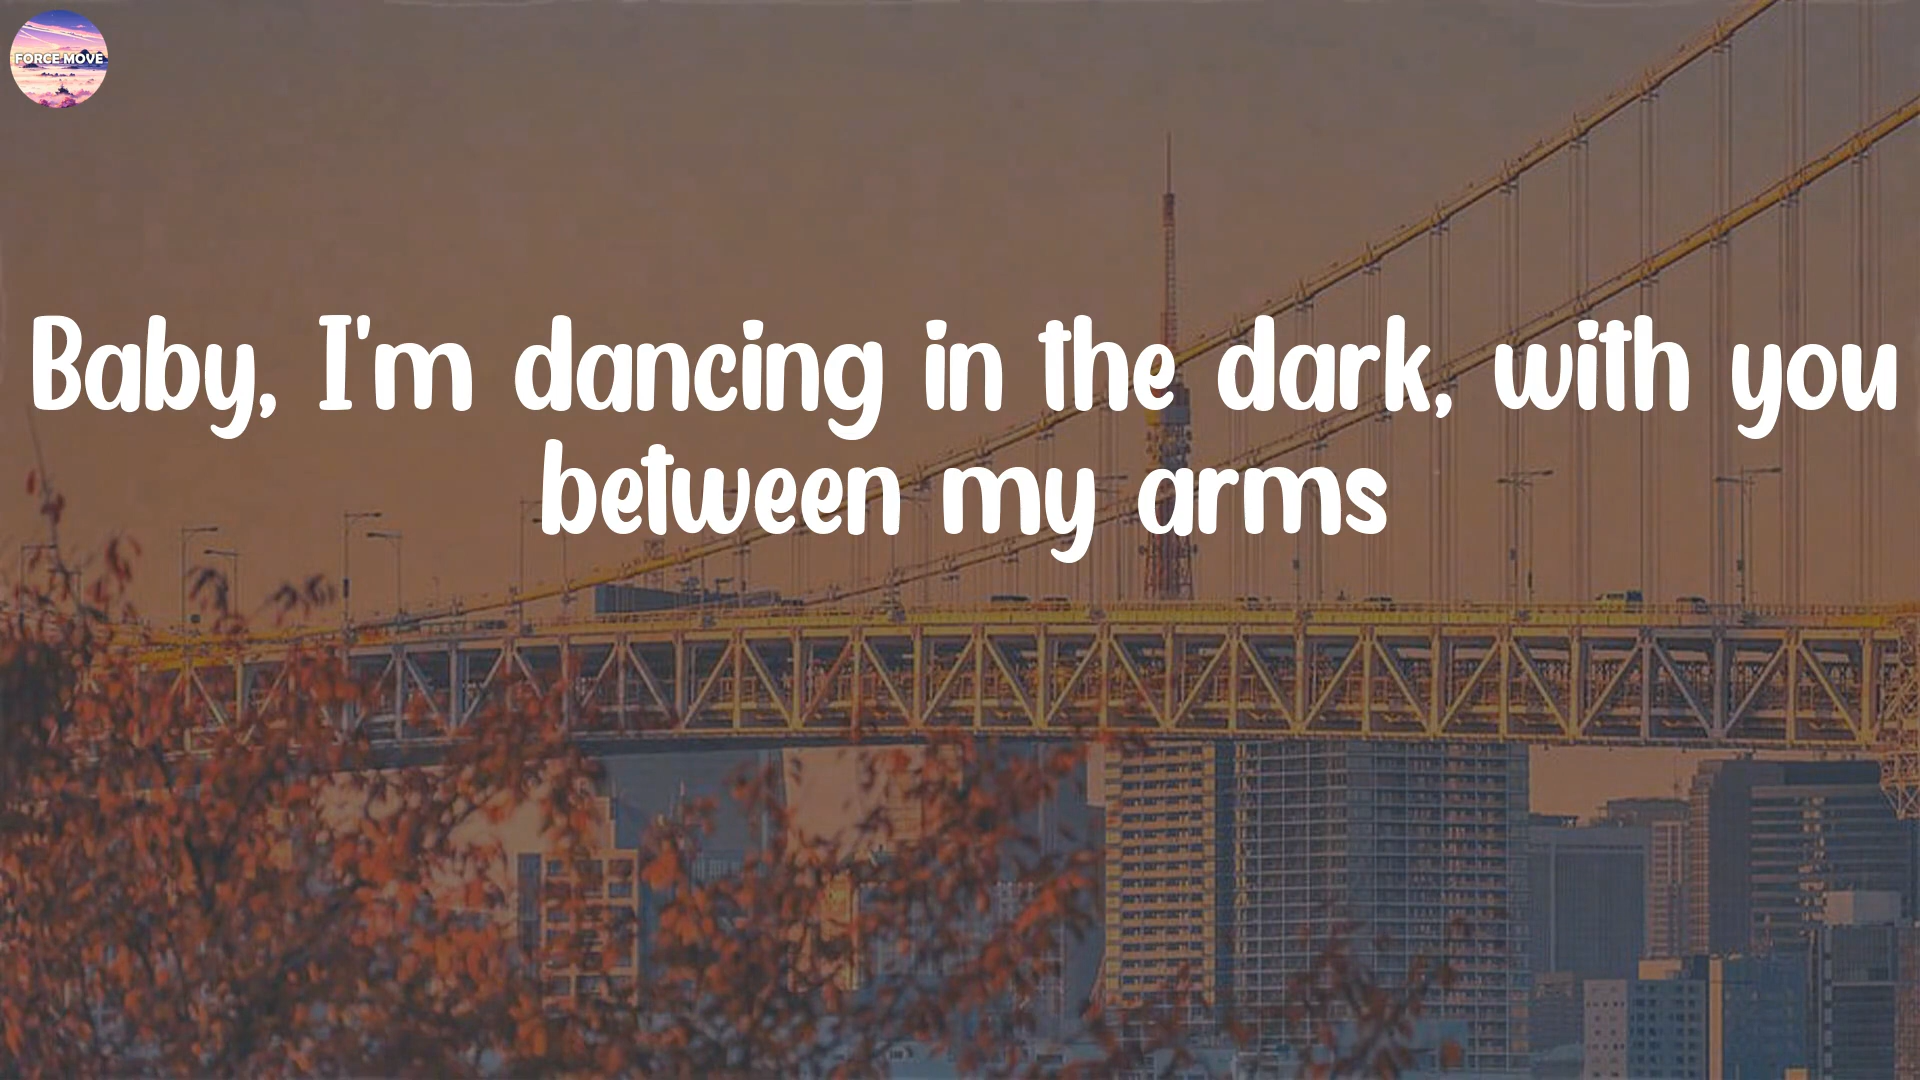 FORCE MOVE
Baby, I'm dancing in the dark, with you
between my arms